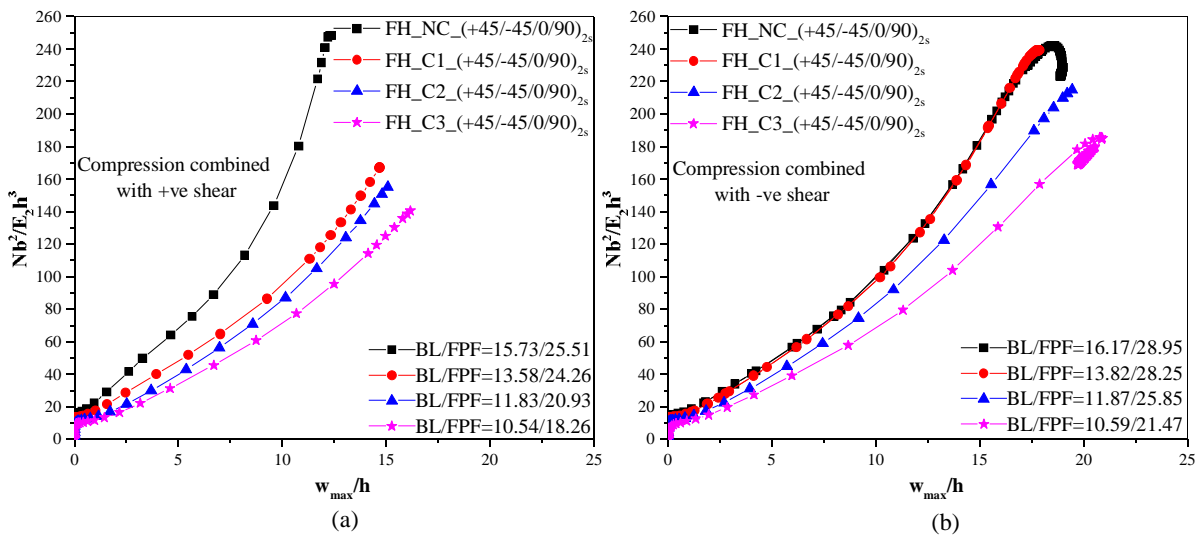 260
240
220
200
180
160
140
120
100
80
60
40
20
0
Nb²/E₂h³
FH_NC_(+45/-45/0/90)₂ₛ
FH_C1_(+45/-45/0/90)₂ₛ
FH_C2_(+45/-45/0/90)₂ₛ
FH_C3_(+45/-45/0/90)₂ₛ
Compression combined
with +ve shear
BL/FPF=15.73/25.51
BL/FPF=13.58/24.26
BL/FPF=11.83/20.93
BL/FPF=10.54/18.26
0 5 10 15 20 25
wₘₐₓ/h
(a)
260
240
220
200
180
160
140
120
100
80
60
40
20
0
Nb²/E₂h³
FH_NC_(+45/-45/0/90)₂ₛ
FH_C1_(+45/-45/0/90)₂ₛ
FH_C2_(+45/-45/0/90)₂ₛ
FH_C3_(+45/-45/0/90)₂ₛ
Compression combined
with -ve shear
BL/FPF=16.17/28.95
BL/FPF=13.82/28.25
BL/FPF=11.87/25.85
BL/FPF=10.59/21.47
0 5 10 15 20 25
wₘₐₓ/h
(b)